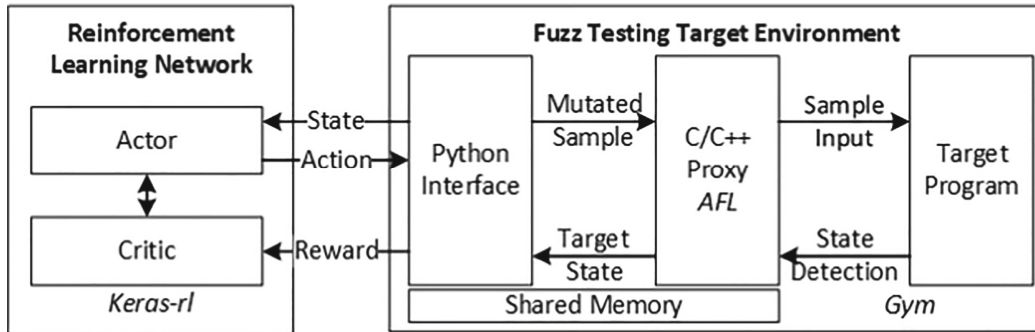 Reinforcement
Learning Network
Actor
Critic
Keras-rl
State
Action
Reward
Fuzz Testing Target Environment
Python
Interface
Mutated
Sample
Target
State
C/C++
Proxy
AFL
Sample
Input
State
Detection
Target
Program
Shared Memory
Gym